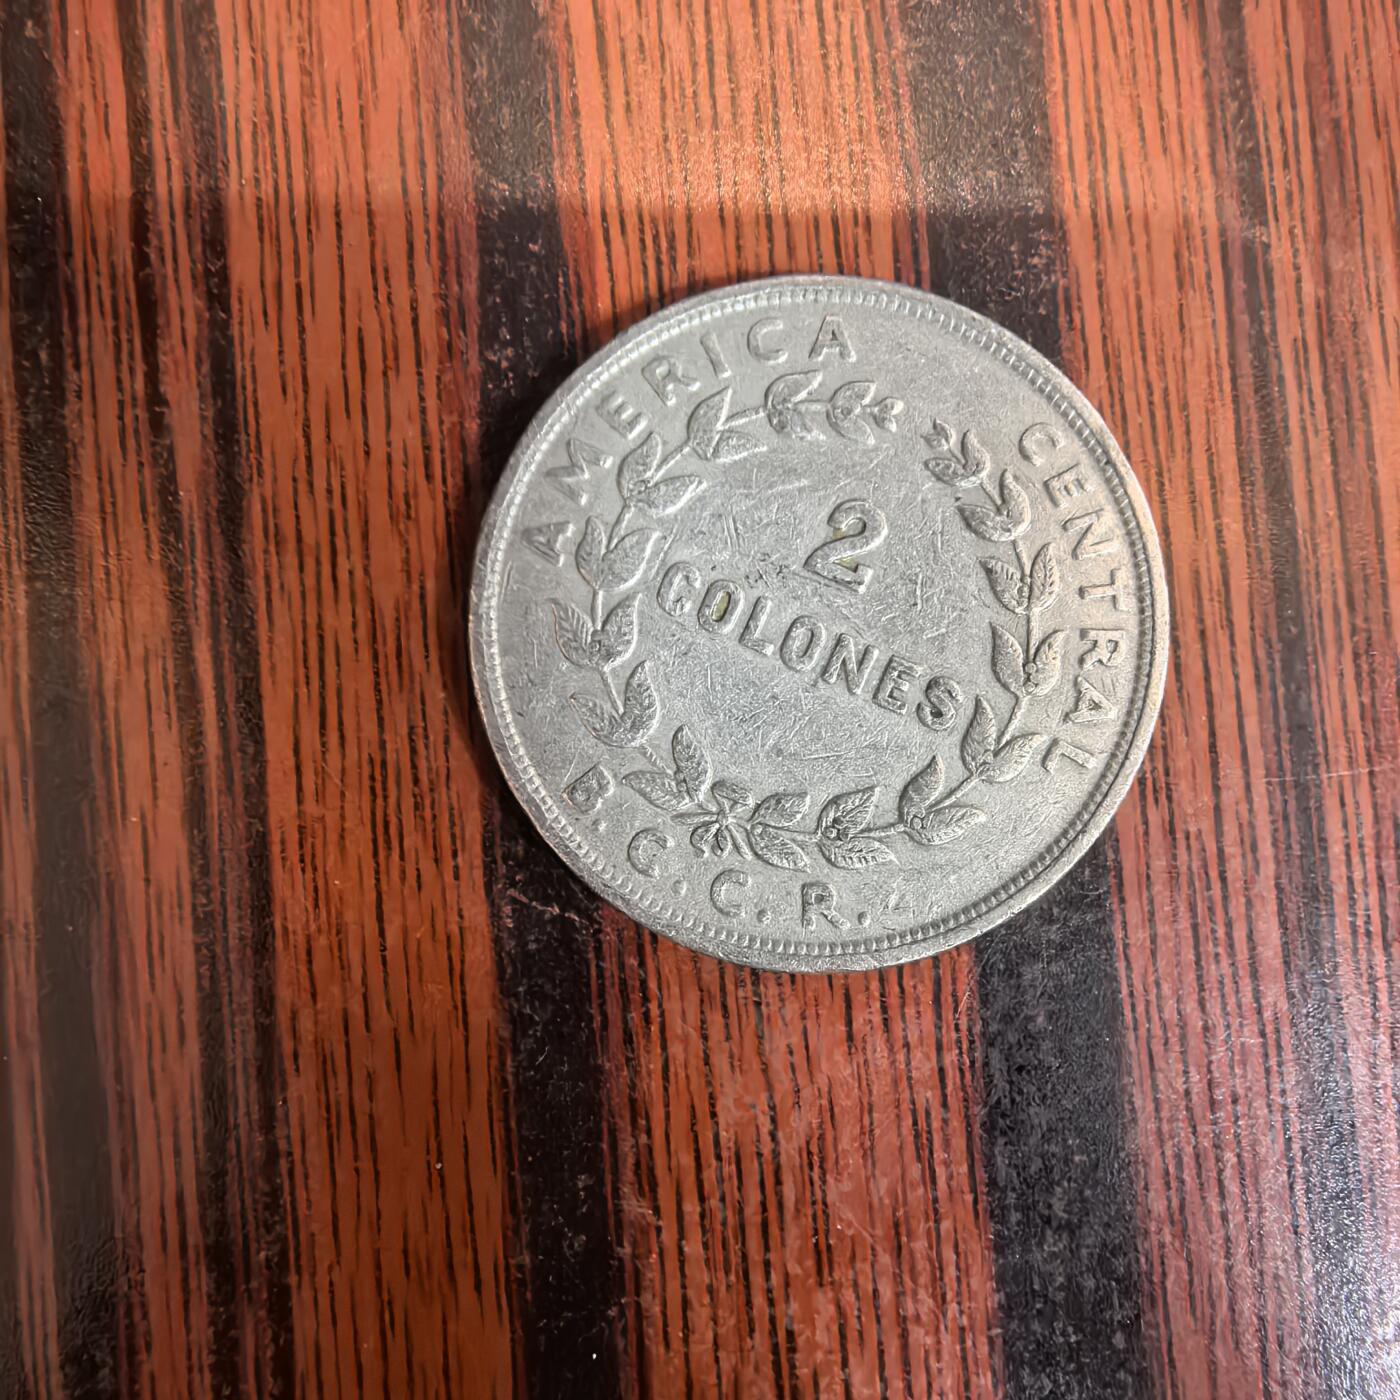 AMERICA CENTRAL
2
COLONES
B.C.C.R.